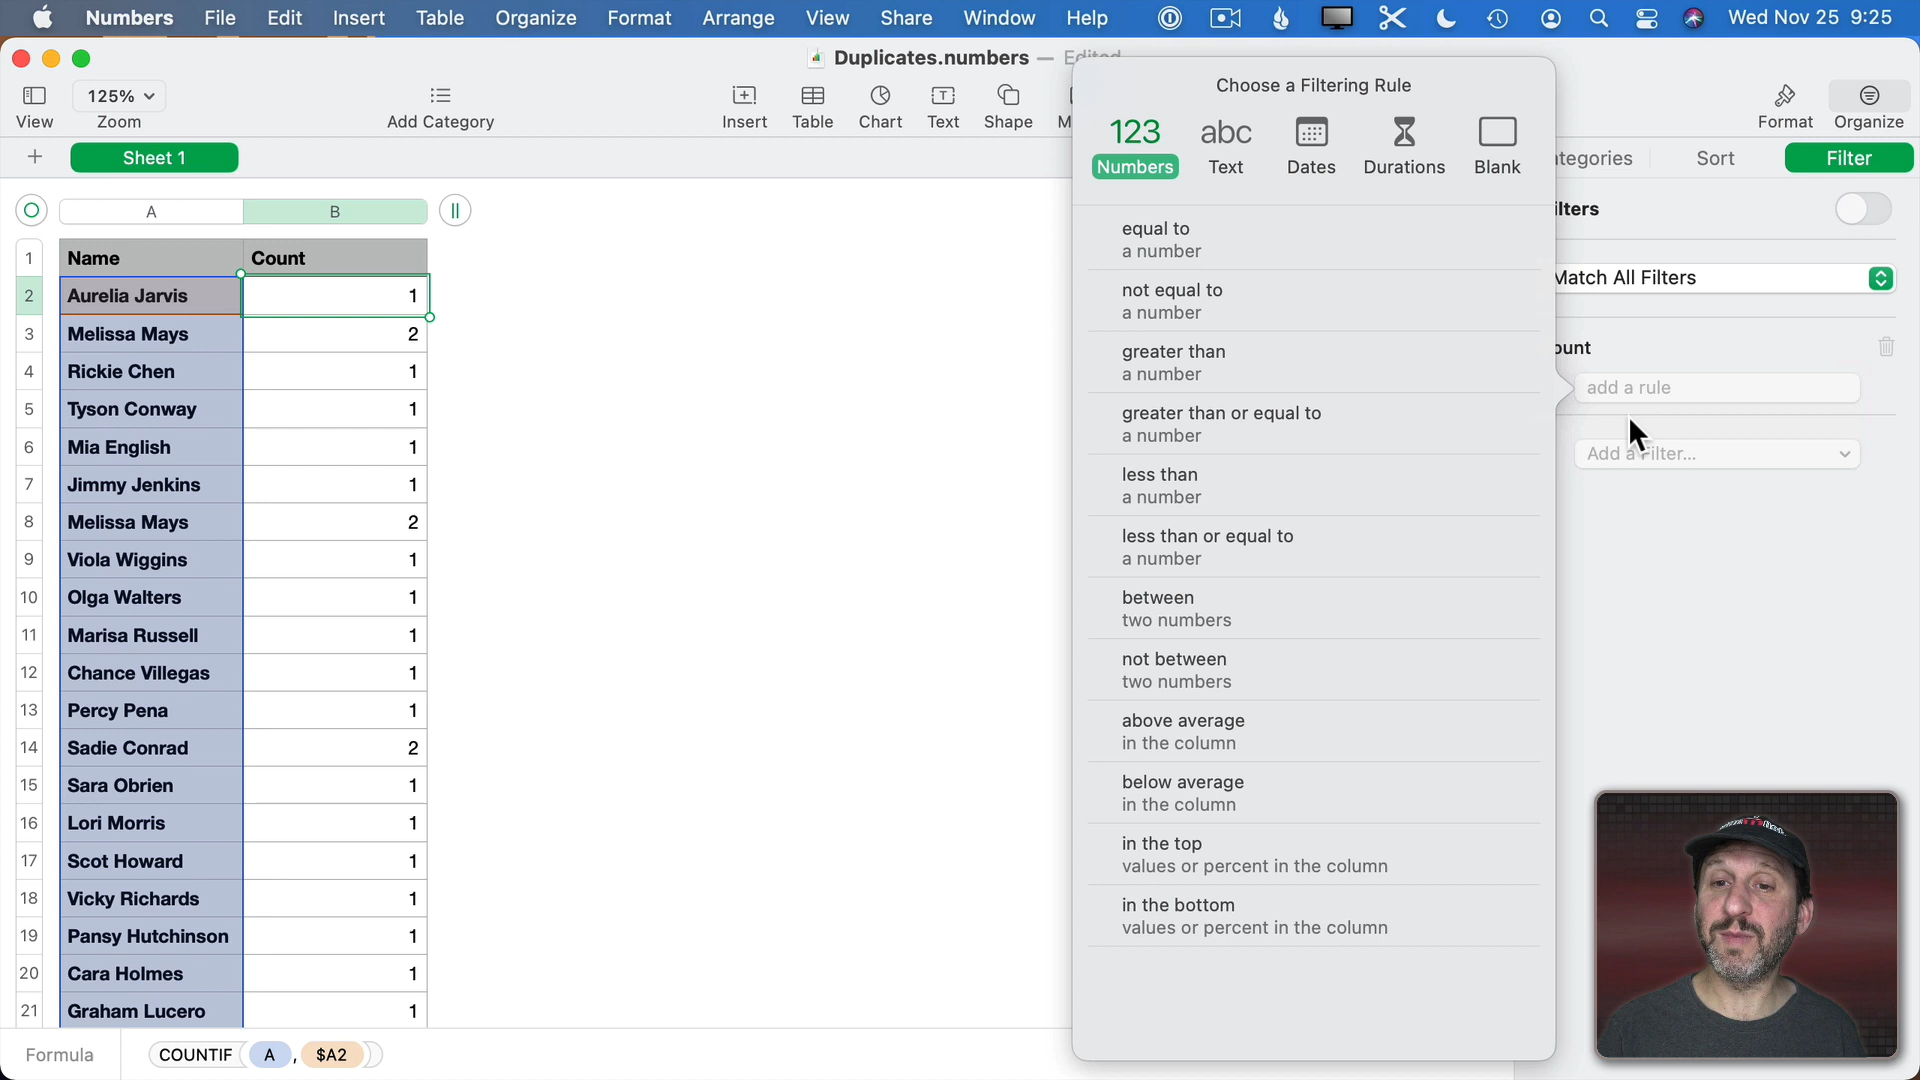 Numbers File Edit Insert Table Organize Format Arrange View Share Window Help Wed Nov 25 9:25
Duplicates.numbers — Edited
125%
View Zoom Add Category Insert Table Chart Text Shape M Format Organize
Sheet 1
Choose a Filtering Rule
123 abc
Numbers Text Dates Durations Blank
equal to
a number
not equal to
a number
greater than
a number
greater than or equal to
a number
less than
a number
less than or equal to
a number
between
two numbers
not between
two numbers
above average
in the column
below average
in the column
in the top
values or percent in the column
in the bottom
values or percent in the column
tegories Sort Filter
ilters
Match All Filters
ount
add a rule
Add a Filter...
A B
1 Name Count
2 Aurelia Jarvis 1
3 Melissa Mays 2
4 Rickie Chen 1
5 Tyson Conway 1
6 Mia English 1
7 Jimmy Jenkins 1
8 Melissa Mays 2
9 Viola Wiggins 1
10 Olga Walters 1
11 Marisa Russell 1
12 Chance Villegas 1
13 Percy Pena 1
14 Sadie Conrad 2
15 Sara Obrien 1
16 Lori Morris 1
17 Scot Howard 1
18 Vicky Richards 1
19 Pansy Hutchinson 1
20 Cara Holmes 1
21 Graham Lucero 1
Formula COUNTIF A , $A2